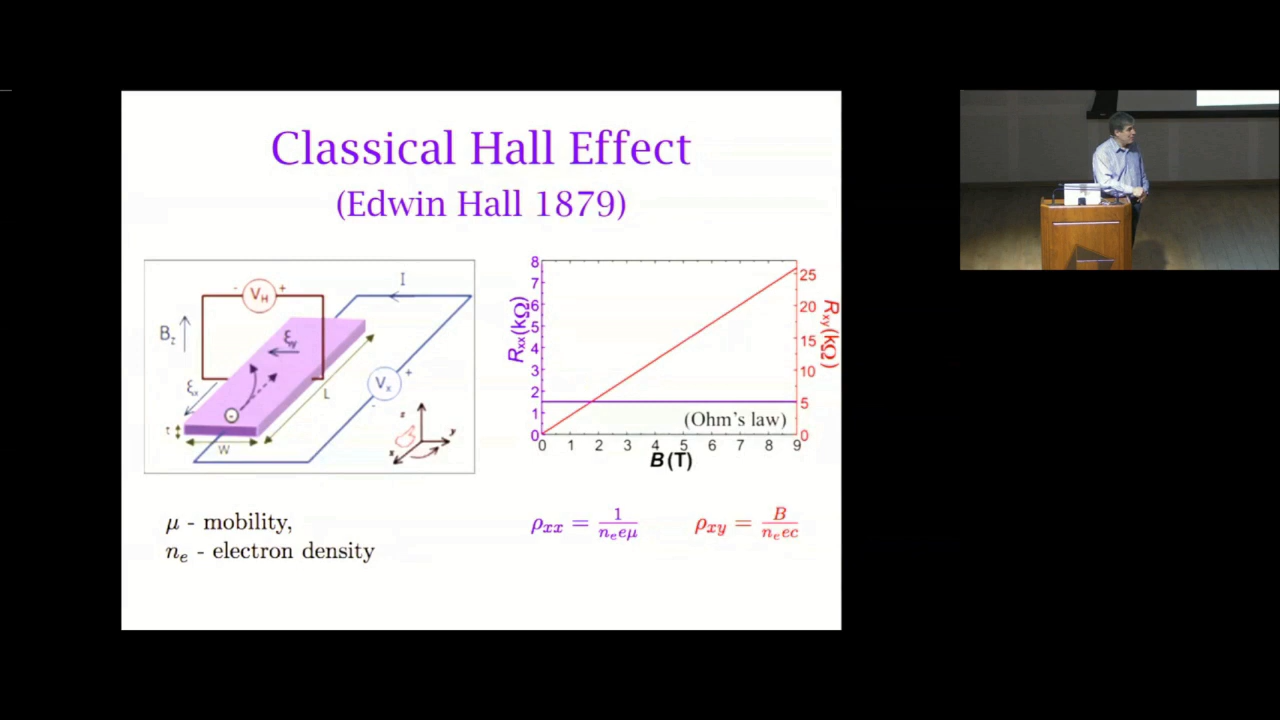 Classical Hall Effect
(Edwin Hall 1879)
- V_H +
I
B_z
ξ_xy
ξ_xx
V_x
+
-
L
t
W
z
y
x
8
7
6
5
4
3
2
1
0
R_xx(kΩ)
25
20
15
10
5
0
R_xy(kΩ)
(Ohm's law)
0 1 2 3 4 5 6 7 8 9
B(T)
μ - mobility,
n_e - electron density
ρ_xx = 1/(n_e e μ) ρ_xy = B/(n_e e c)